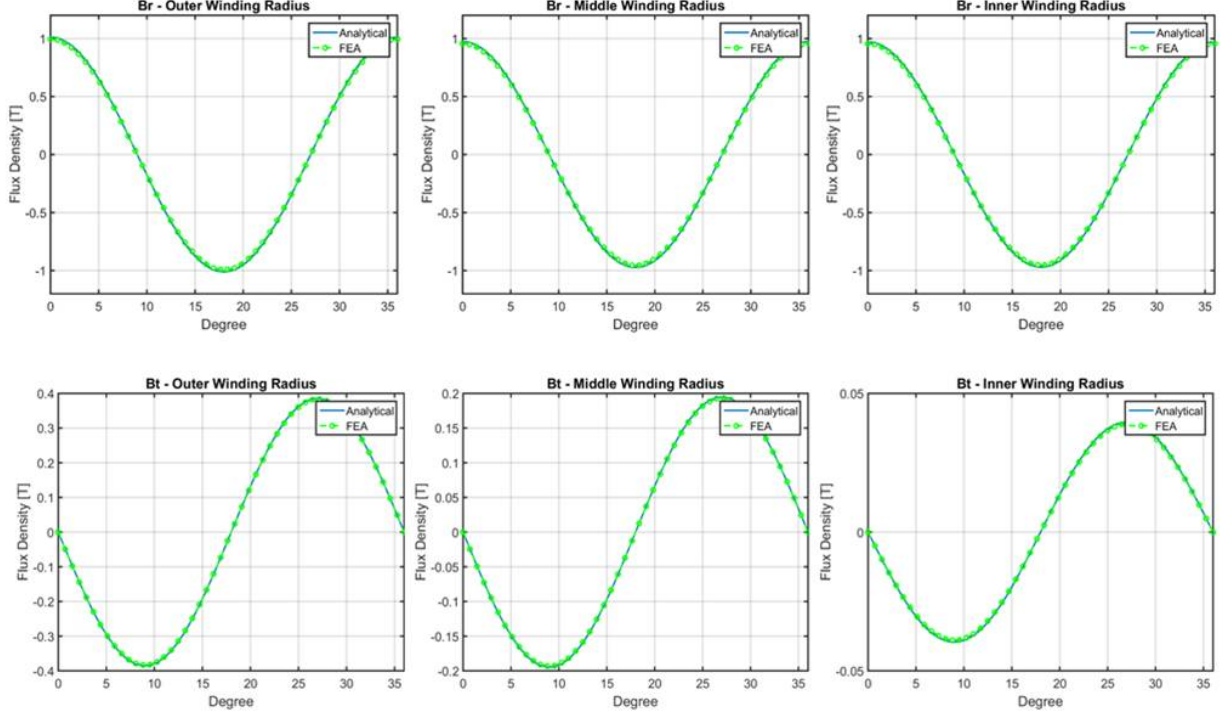 Br - Outer Winding Radius
1
0.5
0
-0.5
-1
Flux Density [T]
0 5 10 15 20 25 30 35
Degree
Analytical
FEA
Br - Middle Winding Radius
1
0.5
0
-0.5
-1
Flux Density [T]
0 5 10 15 20 25 30 35
Degree
Analytical
FEA
Br - Inner Winding Radius
1
0.5
0
-0.5
-1
Flux Density [T]
0 5 10 15 20 25 30 35
Degree
Analytical
FEA
Bt - Outer Winding Radius
0.4
0.3
0.2
0.1
0
-0.1
-0.2
-0.3
-0.4
Flux Density [T]
0 5 10 15 20 25 30 35
Degree
Analytical
FEA
Bt - Middle Winding Radius
0.2
0.15
0.1
0.05
0
-0.05
-0.1
-0.15
-0.2
Flux Density [T]
0 5 10 15 20 25 30 35
Degree
Analytical
FEA
Bt - Inner Winding Radius
0.05
0
-0.05
Flux Density [T]
0 5 10 15 20 25 30 35
Degree
Analytical
FEA